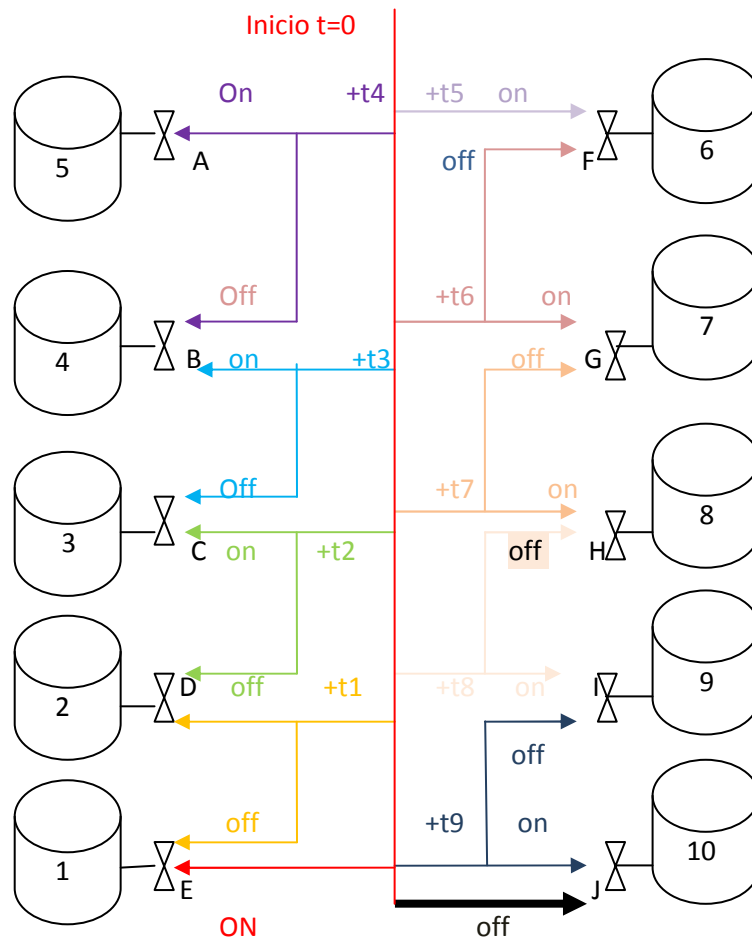 Inicio t=0
On +t4 +t5 on
5 A off F 6
Off +t6 on
4 B on +t3 off G 7
Off +t7 on
3 C on +t2 off H 8
2 D off +t1 +t8 on I 9
off
off +t9 on
1 E J 10
ON off